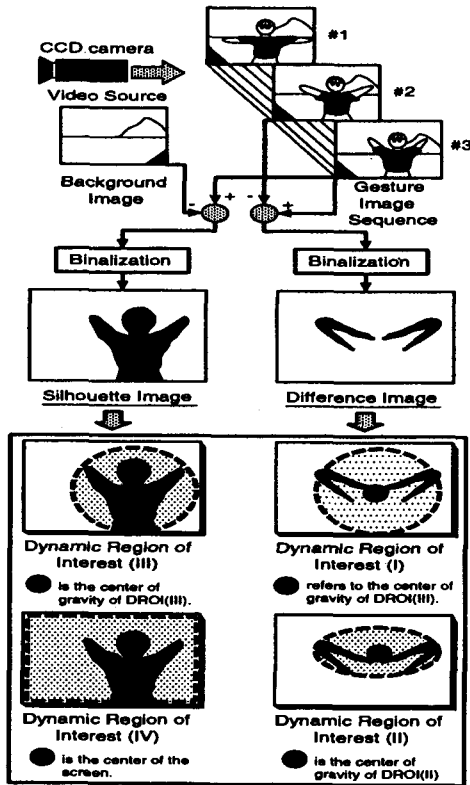 CCD camera
Video Source
#1
#2
#3
Background
Image
Gesture
Image
Sequence
- + - +
Binalization
Binalization
Silhouette Image
Difference Image
Dynamic Region of
Interest (III)
is the center of
gravity of DROI(III).
Dynamic Region of
Interest (I)
refers to the center of
gravity of DROI(III).
Dynamic Region of
Interest (IV)
is the center of the
screen.
Dynamic Region of
Interest (II)
is the center of
gravity of DROI(II)